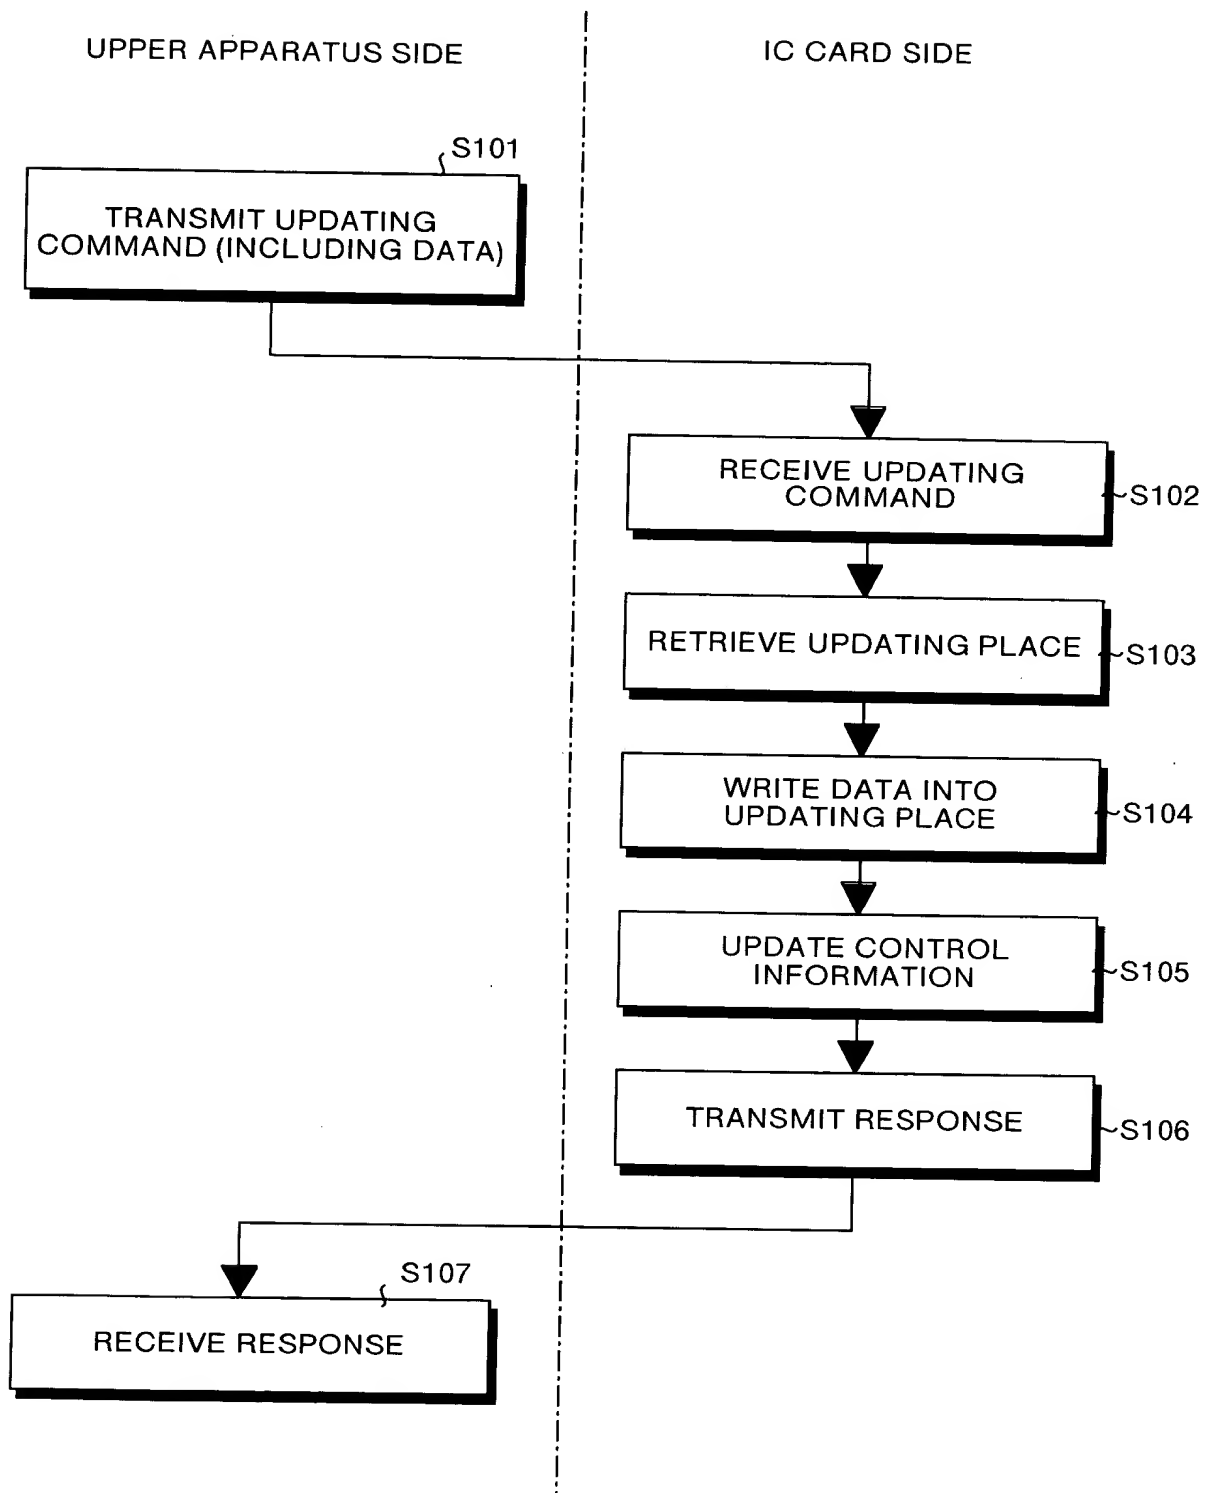 UPPER APPARATUS SIDE
IC CARD SIDE
S101
TRANSMIT UPDATING
COMMAND (INCLUDING DATA)
RECEIVE UPDATING
COMMAND
S102
RETRIEVE UPDATING PLACE
S103
WRITE DATA INTO
UPDATING PLACE
S104
UPDATE CONTROL
INFORMATION
S105
TRANSMIT RESPONSE
S106
S107
RECEIVE RESPONSE